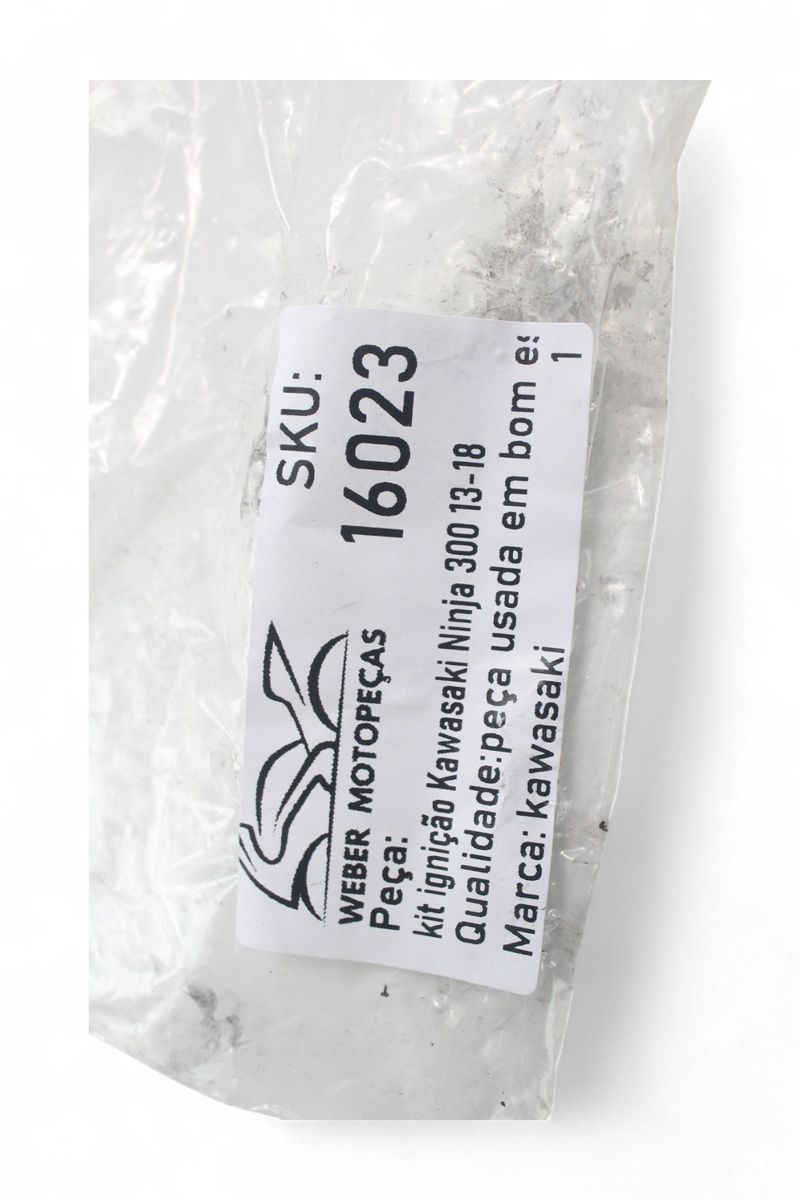 SKU:
16023
WEBER MOTOPEÇAS
Peça:
kit ignição Kawasaki Ninja 300 13-18
Qualidade:peça usada em bom es
Marca: kawasaki
1